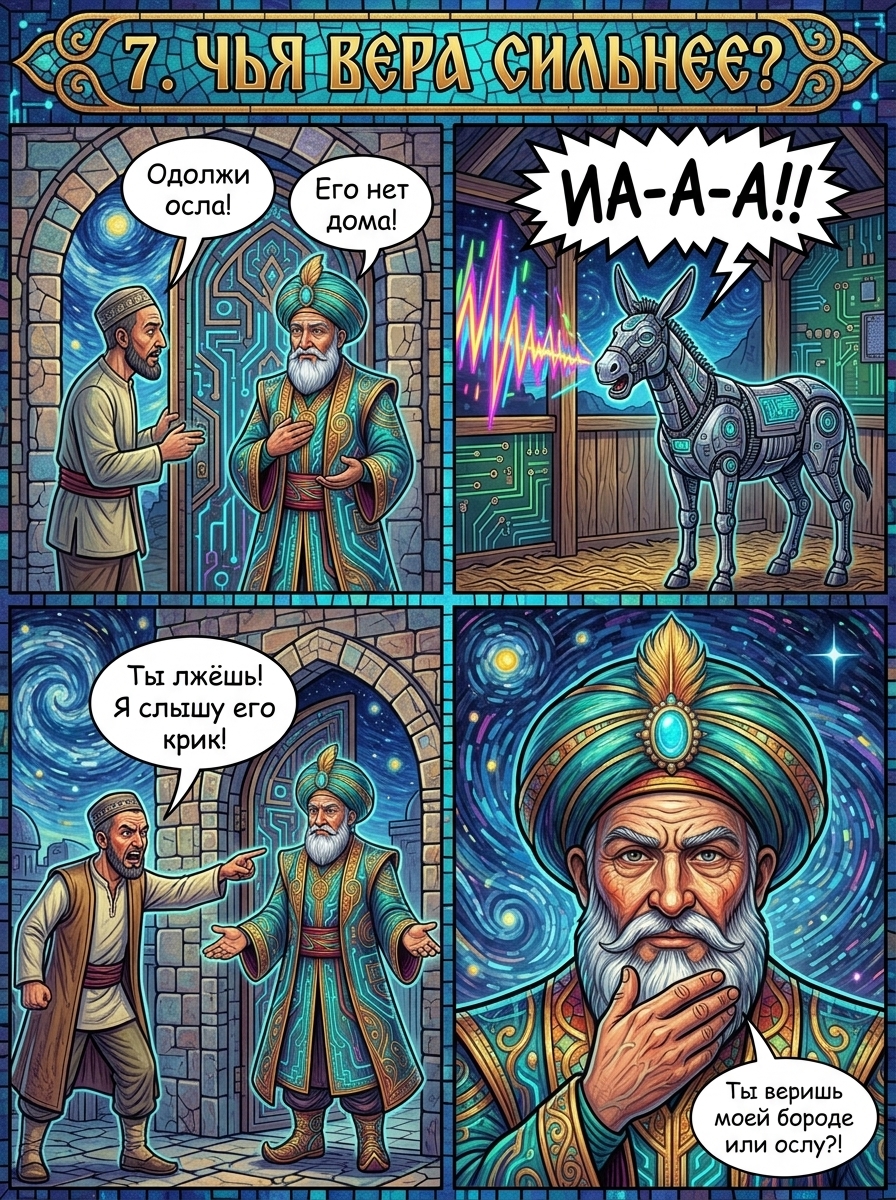 7. ЧЬЯ ВЕРА СИЛЬНЕЕ?
Одолжи
осла!
Его нет
дома!
ИА-А-А!!
Ты лжёшь!
Я слышу его
крик!
Ты веришь
моей бороде
или ослу?!